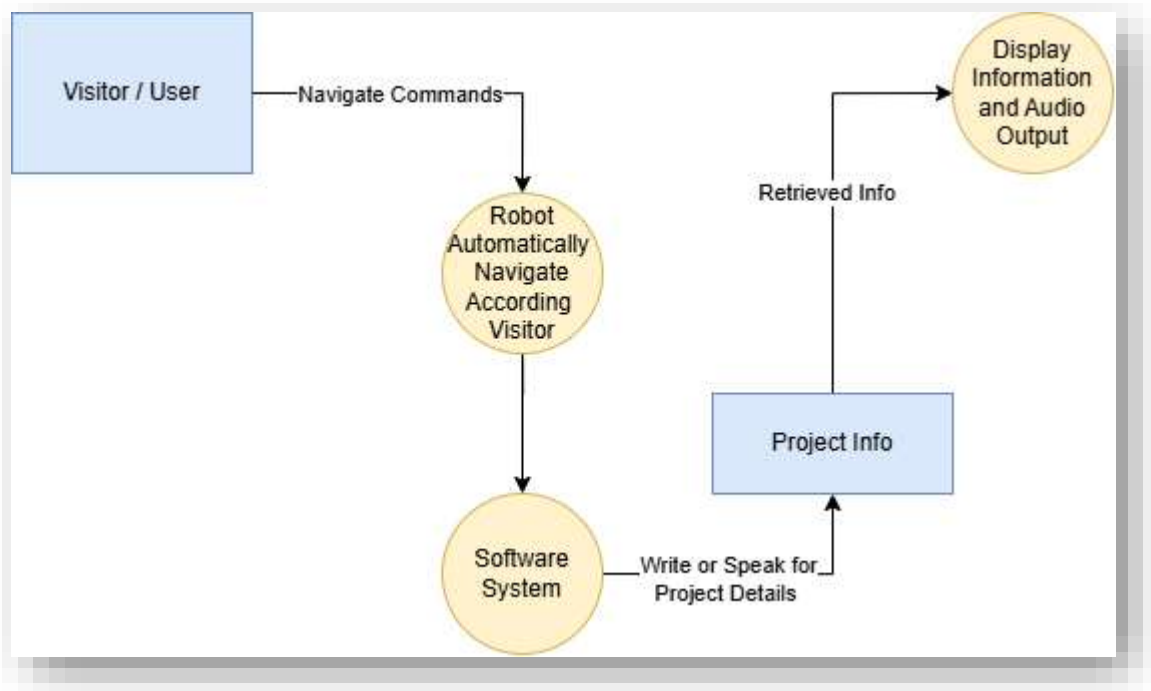 Visitor / User
Navigate Commands
Robot
Automatically
Navigate
According
Visitor
Software
System
Write or Speak for
Project Details
Project Info
Retrieved Info
Display
Information
and Audio
Output